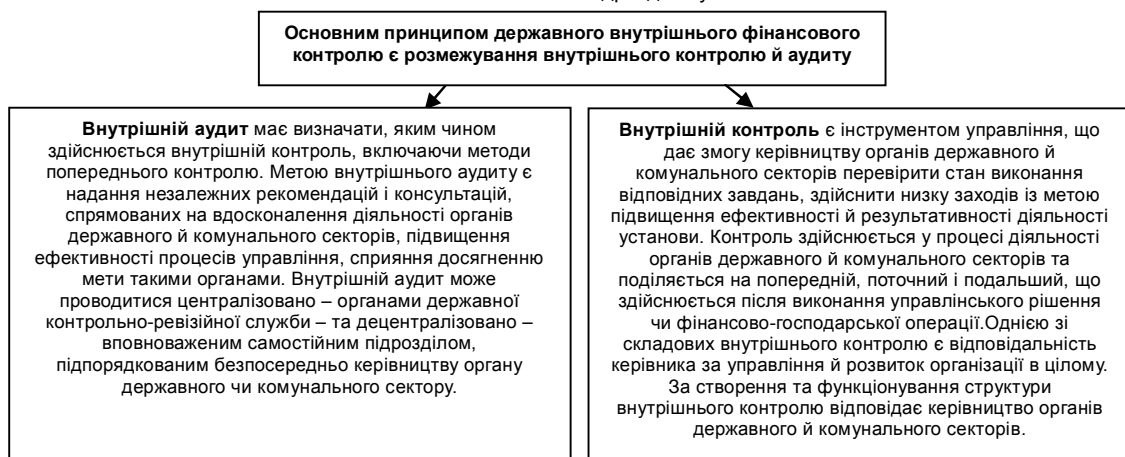 Основним принципом державного внутрішнього фінансового
контролю є розмежування внутрішнього контролю й аудиту
Внутрішній аудит має визначати, яким чином
здійснюється внутрішній контроль, включаючи методи
попереднього контролю. Метою внутрішнього аудиту є
надання незалежних рекомендацій і консультацій,
спрямованих на вдосконалення діяльності органів
державного й комунального секторів, підвищення
ефективності процесів управління, сприяння досягненню
мети такими органами. Внутрішній аудит може
проводитися централізовано – органами державної
контрольно-ревізійної служби – та децентралізовано –
вповноваженим самостійним підрозділом,
підпорядкованим безпосередньо керівництву органу
державного чи комунального сектору.
Внутрішній контроль є інструментом управління, що
дає змогу керівництву органів державного й
комунального секторів перевірити стан виконання
відповідних завдань, здійснити низку заходів із метою
підвищення ефективності й результативності діяльності
установи. Контроль здійснюється у процесі діяльності
органів державного й комунального секторів та
поділяється на попередній, поточний і подальший, що
здійснюється після виконання управлінського рішення
чи фінансово-господарської операції.Однією зі
складових внутрішнього контролю є відповідальність
керівника за управління й розвиток організації в цілому.
За створення та функціонування структури
внутрішнього контролю відповідає керівництво органів
державного й комунального секторів.